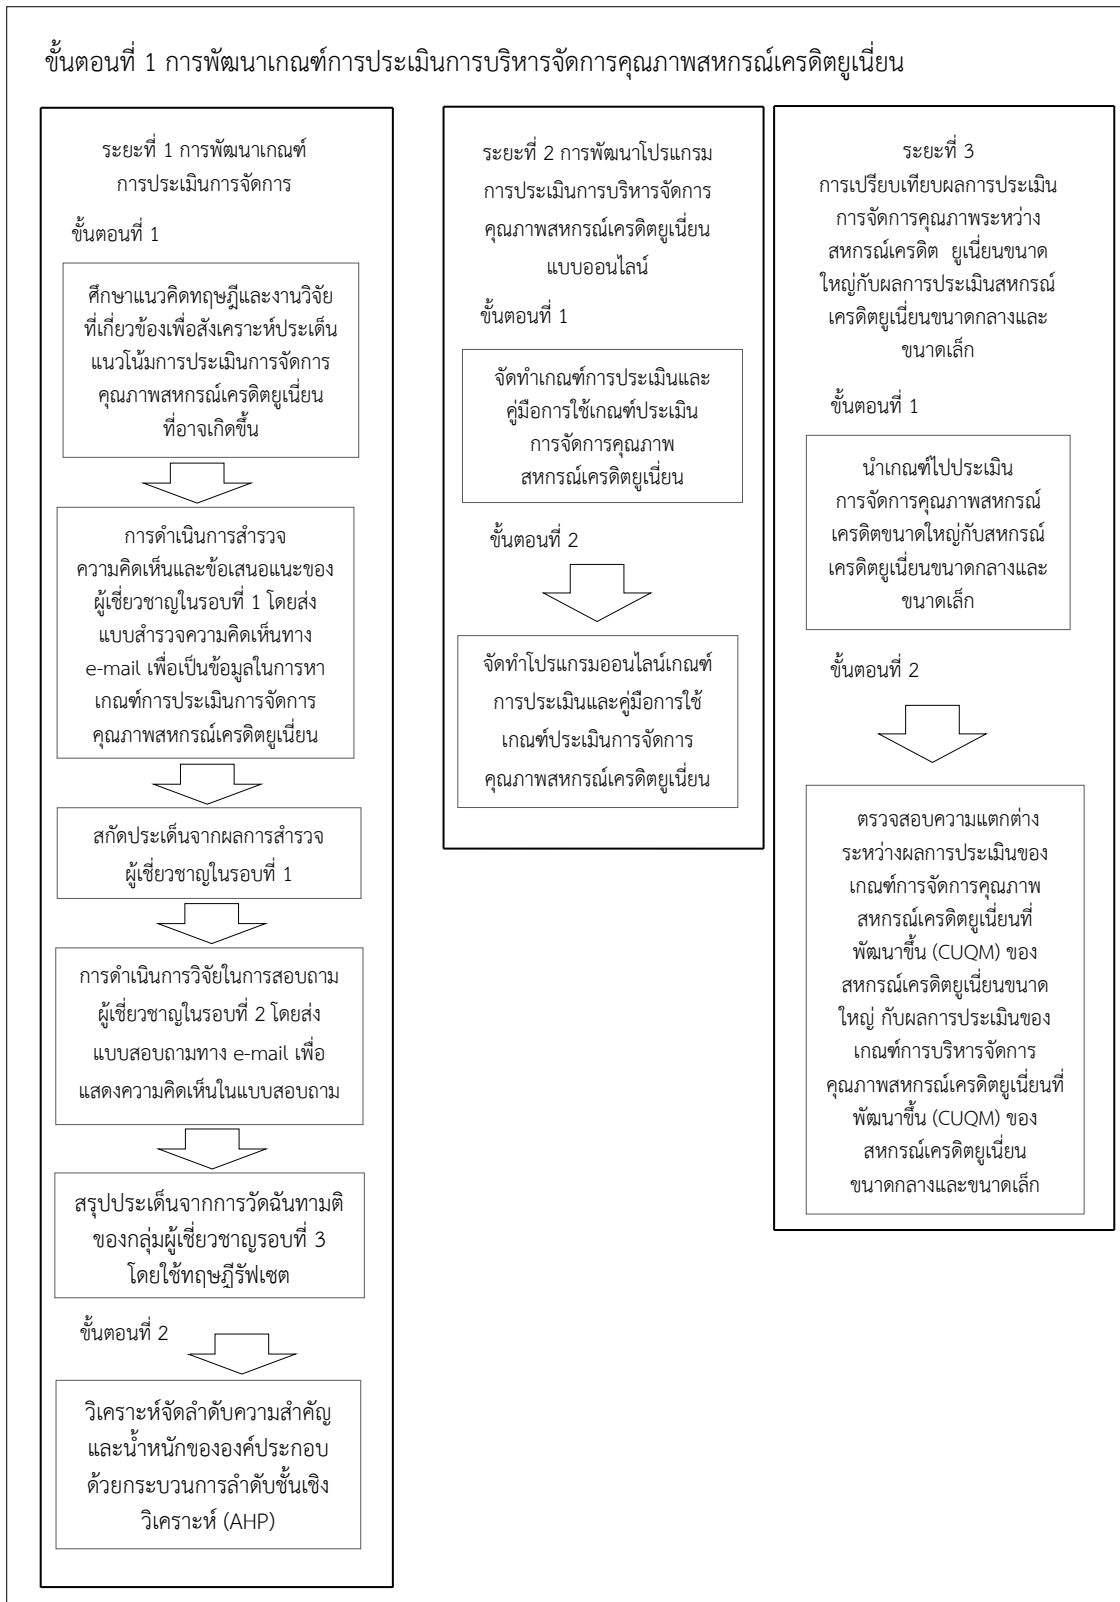 ขั้นตอนที่ 1 การพัฒนาเกณฑ์การประเมินการบริหารจัดการคุณภาพสหกรณ์เครดิตยูเนี่ยน
ระยะที่ 1 การพัฒนาเกณฑ์
การประเมินการจัดการ
ขั้นตอนที่ 1
ศึกษาแนวคิดทฤษฎีและงานวิจัย
ที่เกี่ยวข้องเพื่อสังเคราะห์ประเด็น
แนวโน้มการประเมินการจัดการ
คุณภาพสหกรณ์เครดิตยูเนี่ยน
ที่อาจเกิดขึ้น
การดำเนินการสำรวจ
ความคิดเห็นและข้อเสนอแนะของ
ผู้เชี่ยวชาญในรอบที่ 1 โดยส่ง
แบบสำรวจความคิดเห็นทาง
e-mail เพื่อเป็นข้อมูลในการหา
เกณฑ์การประเมินการจัดการ
คุณภาพสหกรณ์เครดิตยูเนี่ยน
สกัดประเด็นจากผลการสำรวจ
ผู้เชี่ยวชาญในรอบที่ 1
การดำเนินการวิจัยในการสอบถาม
ผู้เชี่ยวชาญในรอบที่ 2 โดยส่ง
แบบสอบถามทาง e-mail เพื่อ
แสดงความคิดเห็นในแบบสอบถาม
สรุปประเด็นจากการวัดฉันทามติ
ของกลุ่มผู้เชี่ยวชาญรอบที่ 3
โดยใช้ทฤษฎีรัฟเซต
ขั้นตอนที่ 2
วิเคราะห์จัดลำดับความสำคัญ
และน้ำหนักขององค์ประกอบ
ด้วยกระบวนการลำดับชั้นเชิง
วิเคราะห์ (AHP)
ระยะที่ 2 การพัฒนาโปรแกรม
การประเมินการบริหารจัดการ
คุณภาพสหกรณ์เครดิตยูเนี่ยน
แบบออนไลน์
ขั้นตอนที่ 1
จัดทำเกณฑ์การประเมินและ
คู่มือการใช้เกณฑ์ประเมิน
การจัดการคุณภาพ
สหกรณ์เครดิตยูเนี่ยน
ขั้นตอนที่ 2
จัดทำโปรแกรมออนไลน์เกณฑ์
การประเมินและคู่มือการใช้
เกณฑ์ประเมินการจัดการ
คุณภาพสหกรณ์เครดิตยูเนี่ยน
ระยะที่ 3
การเปรียบเทียบผลการประเมิน
การจัดการคุณภาพระหว่าง
สหกรณ์เครดิต ยูเนี่ยนขนาด
ใหญ่กับผลการประเมินสหกรณ์
เครดิตยูเนี่ยนขนาดกลางและ
ขนาดเล็ก
ขั้นตอนที่ 1
นำเกณฑ์ไปประเมิน
การจัดการคุณภาพสหกรณ์
เครดิตขนาดใหญ่กับสหกรณ์
เครดิตยูเนี่ยนขนาดกลางและ
ขนาดเล็ก
ขั้นตอนที่ 2
ตรวจสอบความแตกต่าง
ระหว่างผลการประเมินของ
เกณฑ์การจัดการคุณภาพ
สหกรณ์เครดิตยูเนี่ยนที่
พัฒนาขึ้น (CUQM) ของ
สหกรณ์เครดิตยูเนี่ยนขนาด
ใหญ่ กับผลการประเมินของ
เกณฑ์การบริหารจัดการ
คุณภาพสหกรณ์เครดิตยูเนี่ยนที่
พัฒนาขึ้น (CUQM) ของ
สหกรณ์เครดิตยูเนี่ยน
ขนาดกลางและขนาดเล็ก